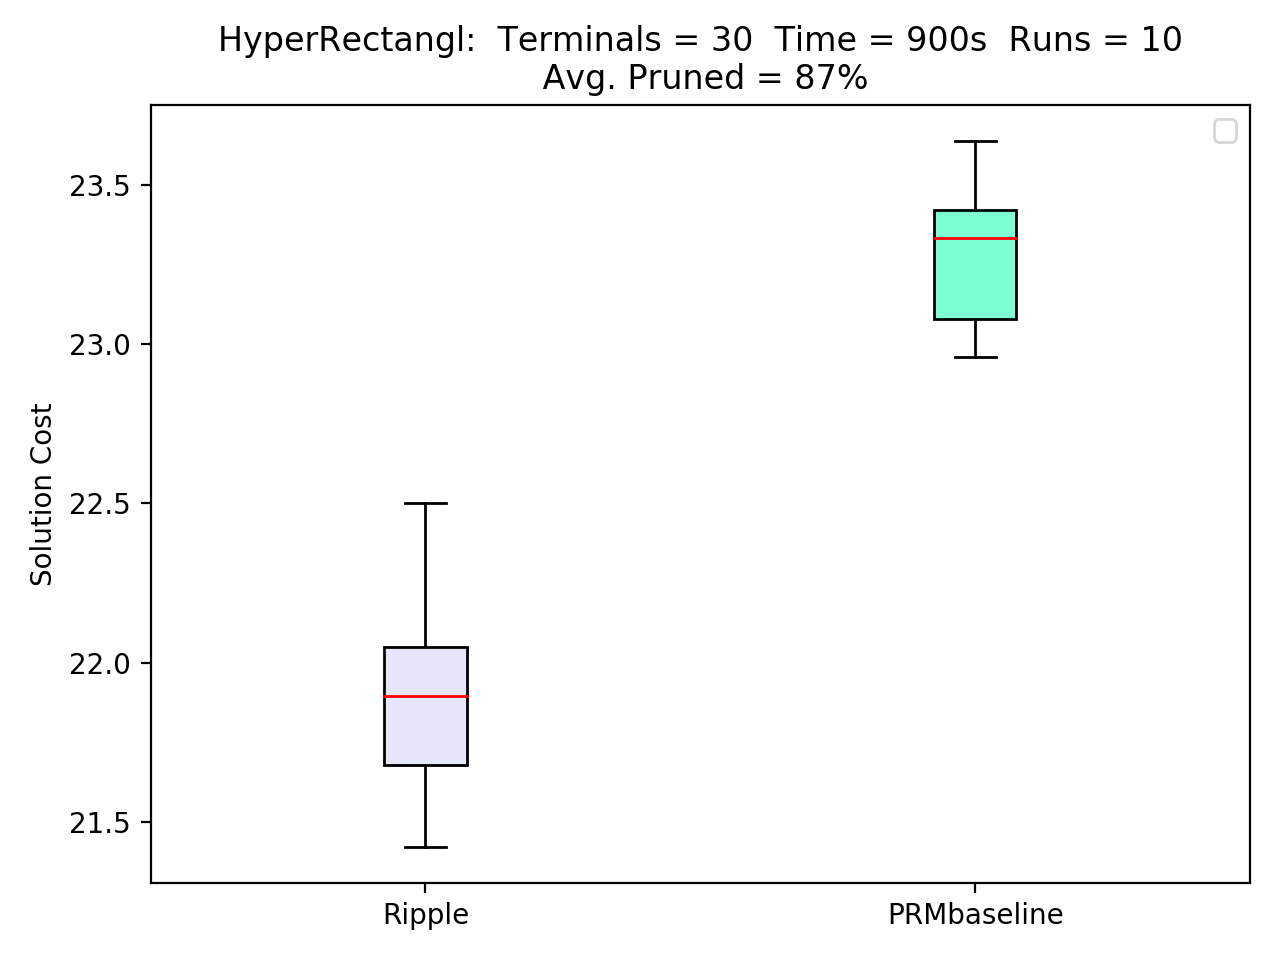 HyperRectangl:  Terminals = 30  Time = 900s  Runs = 10
Avg. Pruned = 87%
23.5
23.0
22.5
22.0
21.5
Solution Cost
Ripple
PRMbaseline